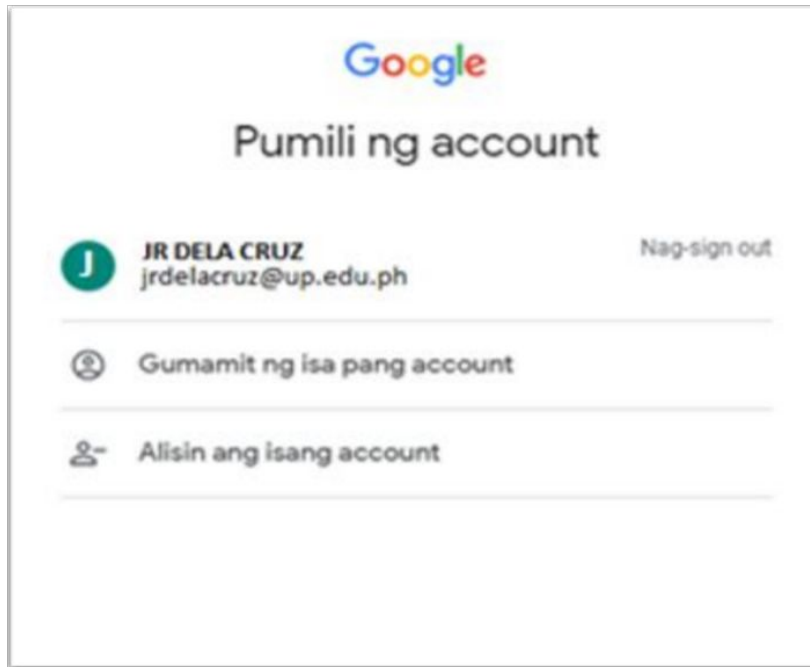 Google
Pumili ng account
J
JR DELA CRUZ
Nag-sign out
jrdelacruz@up.edu.ph
Gumamit ng isa pang account
Alisin ang isang account